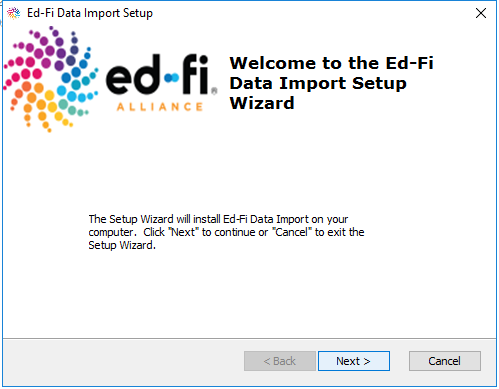 Ed-Fi Data Import Setup
ed-fi®
ALLIANCE
Welcome to the Ed-Fi
Data Import Setup
Wizard
The Setup Wizard will install Ed-Fi Data Import on your
computer. Click "Next" to continue or "Cancel" to exit the
Setup Wizard.
< Back
Next >
Cancel